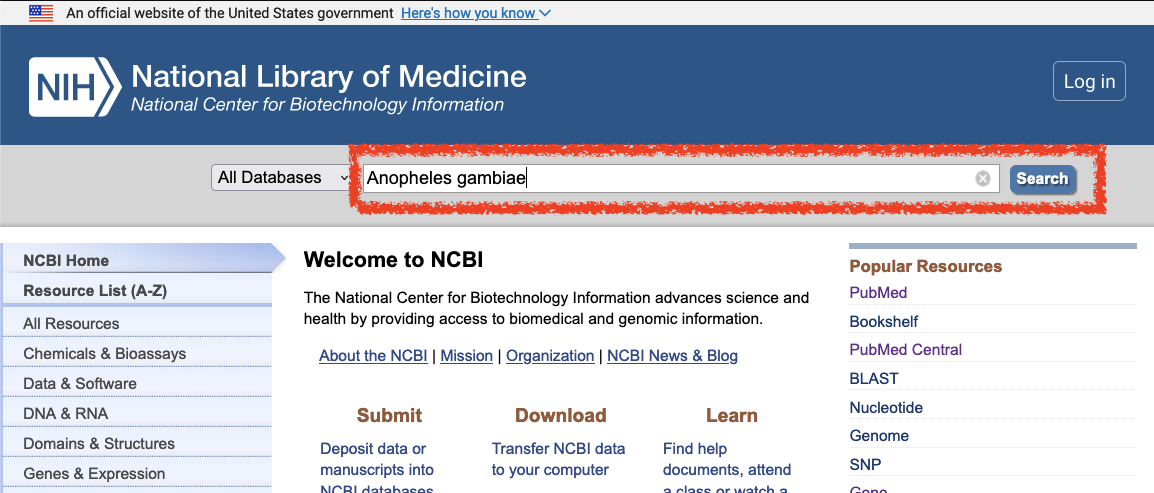 An official website of the United States government Here's how you know
NIH National Library of Medicine
National Center for Biotechnology Information
Log in
All Databases Anopheles gambiae Search
NCBI Home
Resource List (A-Z)
All Resources
Chemicals & Bioassays
Data & Software
DNA & RNA
Domains & Structures
Genes & Expression
Welcome to NCBI
The National Center for Biotechnology Information advances science and
health by providing access to biomedical and genomic information.
About the NCBI | Mission | Organization | NCBI News & Blog
Submit
Deposit data or
manuscripts into
NCBI databases
Download
Transfer NCBI data
to your computer
Learn
Find help
documents, attend
a class or watch a
Popular Resources
PubMed
Bookshelf
PubMed Central
BLAST
Nucleotide
Genome
SNP
Gene